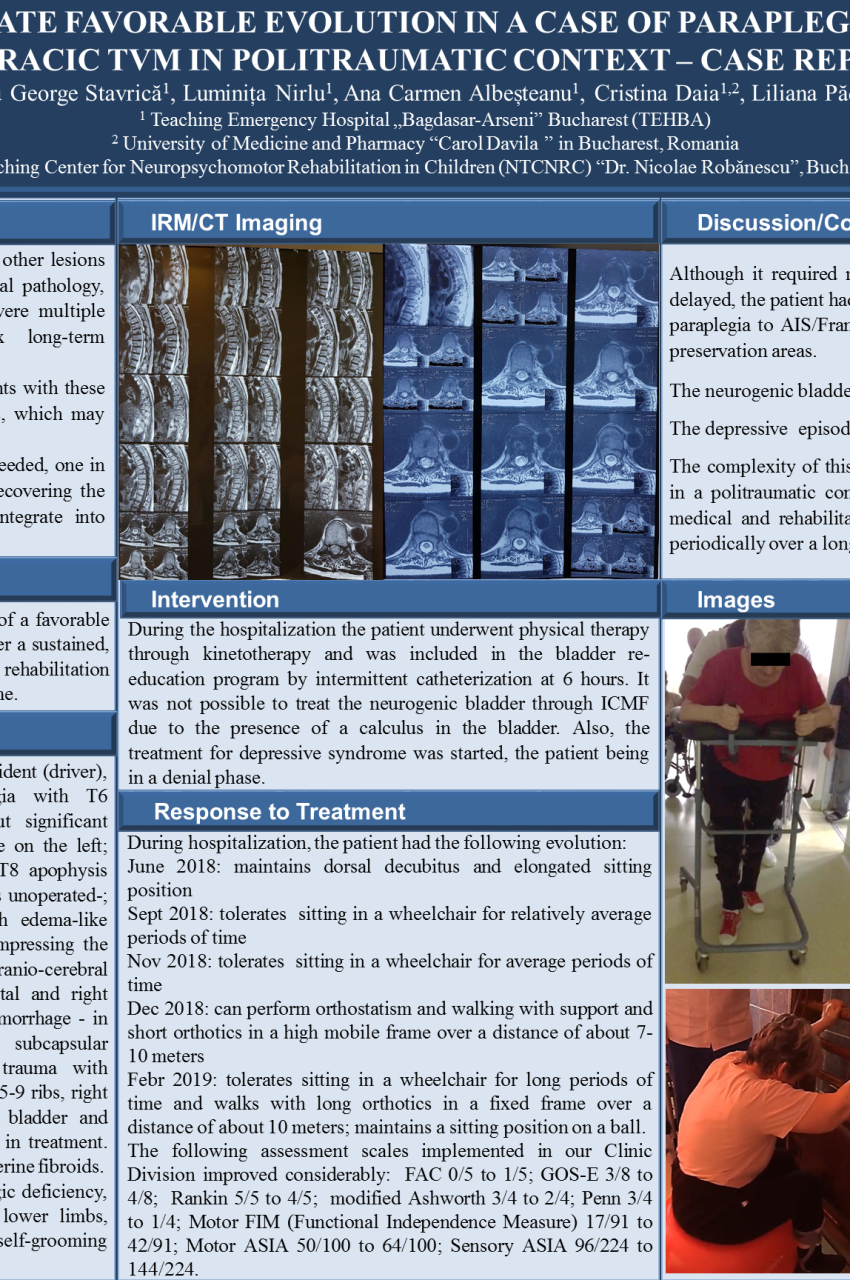 ATE FAVORABLE EVOLUTION IN A CASE OF PARAPLEG
RACIC TVM IN POLITRAUMATIC CONTEXT – CASE REP
George Stavrică¹, Luminița Nirlu¹, Ana Carmen Albeșteanu¹, Cristina Daia¹,², Liliana Pă
¹ Teaching Emergency Hospital „Bagdasar-Arseni” Bucharest (TEHBA)
² University of Medicine and Pharmacy “Carol Davila ” in Bucharest, Romania
ching Center for Neuropsychomotor Rehabilitation in Children (NTCNRC) “Dr. Nicolae Robănescu”, Buch
other lesions
al pathology,
vere multiple
x long-term
nts with these
, which may
eeded, one in
ecovering the
ntegrate into
of a favorable
er a sustained,
rehabilitation
ne.
ident (driver),
gia with T6
ut significant
e on the left;
T8 apophysis
s unoperated-;
h edema-like
mpressing the
ranio-cerebral
tal and right
morrhage - in
subcapsular
trauma with
5-9 ribs, right
bladder and
in treatment.
erine fibroids.
gic deficiency,
lower limbs,
self-grooming
IRM/CT Imaging
Intervention
During the hospitalization the patient underwent physical therapy
through kinetotherapy and was included in the bladder re-
education program by intermittent catheterization at 6 hours. It
was not possible to treat the neurogenic bladder through ICMF
due to the presence of a calculus in the bladder. Also, the
treatment for depressive syndrome was started, the patient being
in a denial phase.
Response to Treatment
During hospitalization, the patient had the following evolution:
June 2018: maintains dorsal decubitus and elongated sitting
position
Sept 2018: tolerates sitting in a wheelchair for relatively average
periods of time
Nov 2018: tolerates sitting in a wheelchair for average periods of
time
Dec 2018: can perform orthostatism and walking with support and
short orthotics in a high mobile frame over a distance of about 7-
10 meters
Febr 2019: tolerates sitting in a wheelchair for long periods of
time and walks with long orthotics in a fixed frame over a
distance of about 10 meters; maintains a sitting position on a ball.
The following assessment scales implemented in our Clinic
Division improved considerably: FAC 0/5 to 1/5; GOS-E 3/8 to
4/8; Rankin 5/5 to 4/5; modified Ashworth 3/4 to 2/4; Penn 3/4
to 1/4; Motor FIM (Functional Independence Measure) 17/91 to
42/91; Motor ASIA 50/100 to 64/100; Sensory ASIA 96/224 to
144/224.
Discussion/Co
Although it required r
delayed, the patient had
paraplegia to AIS/Fran
preservation areas.
The neurogenic bladde
The depressive episod
The complexity of this
in a politraumatic con
medical and rehabilita
periodically over a long
Images